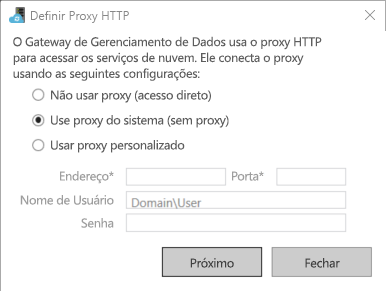 Definir Proxy HTTP
O Gateway de Gerenciamento de Dados usa o proxy HTTP
para acessar os serviços de nuvem. Ele conecta o proxy
usando as seguintes configurações:
Não usar proxy (acesso direto)
Use proxy do sistema (sem proxy)
Usar proxy personalizado
Endereço* Porta*
Nome de Usuário Domain\User
Senha
Próximo Fechar